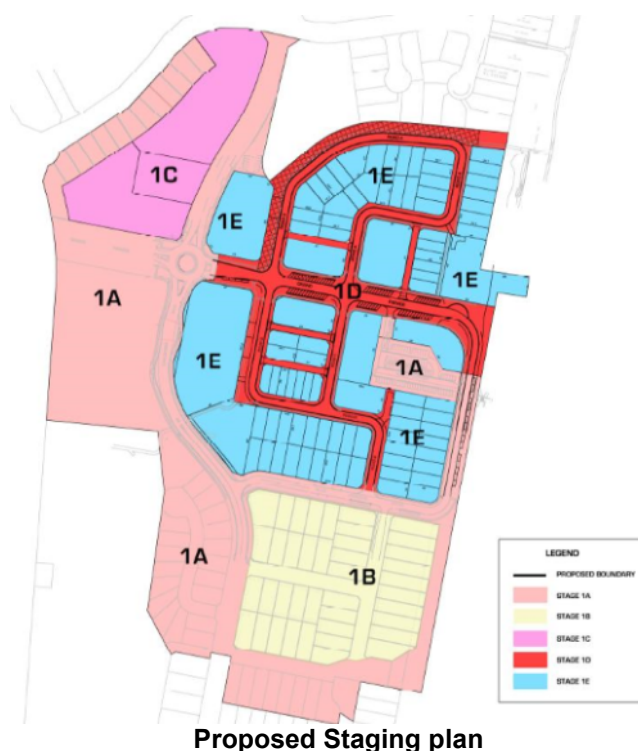 1C
1E
1E
1E
1D
1A
1A
1E
1E
1A
1B
LEGEND
PROPOSED BOUNDARY
STAGE 1A
STAGE 1B
STAGE 1C
STAGE 1D
STAGE 1E
Proposed Staging plan